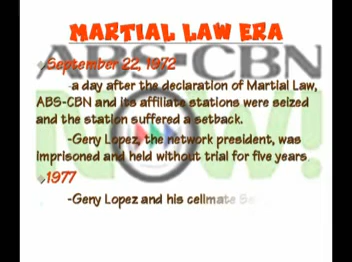 MARTIAL LAW ERA
September 22, 1972
a day after the declaration of Martial Law,
ABS-CBN and its affiliate stations were seized
and the station suffered a setback.
-Geny Lopez, the network president, was
imprisoned and held without trial for five years.
1977
-Geny Lopez and his cellmate
ABS-CBN
NOW!